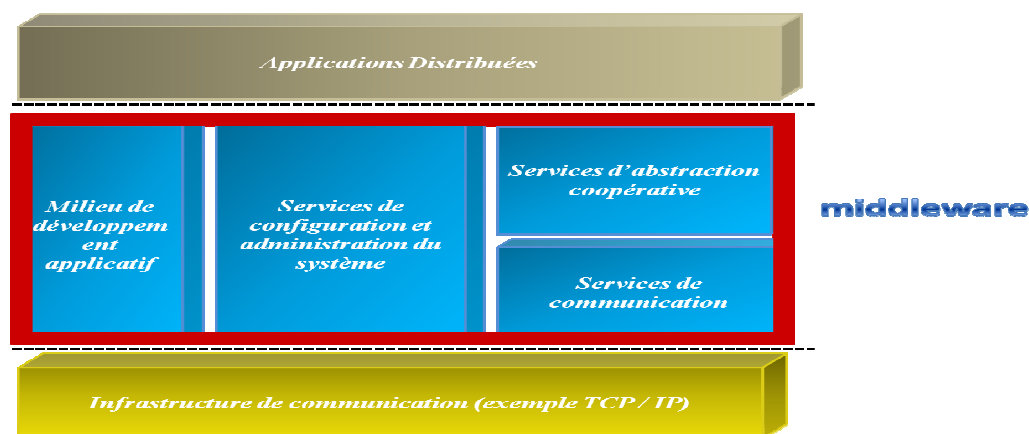 Applications Distribuées
Milieu de
développem
ent
applicatif
Services de
configuration et
administration du
système
Services d'abstraction
coopérative
Services de
communication
middleware
Infrastructure de communication (exemple TCP / IP)